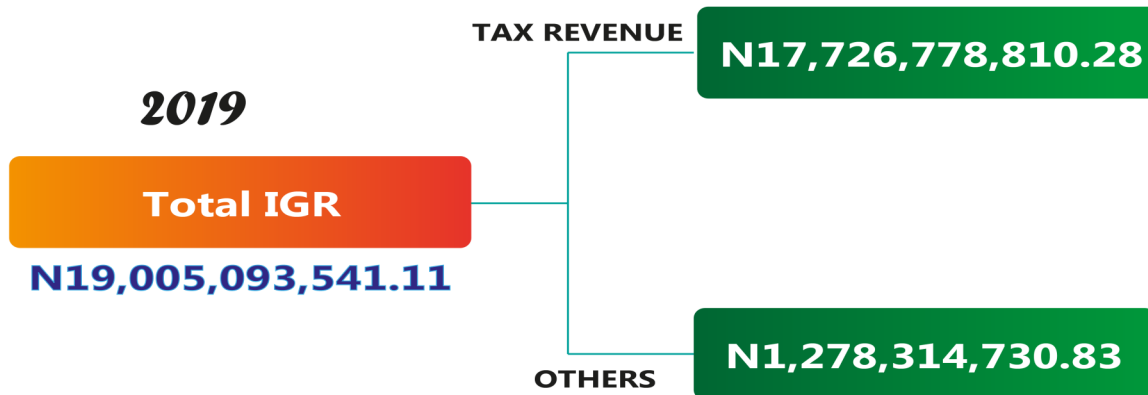 TAX REVENUE
N17,726,778,810.28
2019
Total IGR
N19,005,093,541.11
N1,278,314,730.83
OTHERS